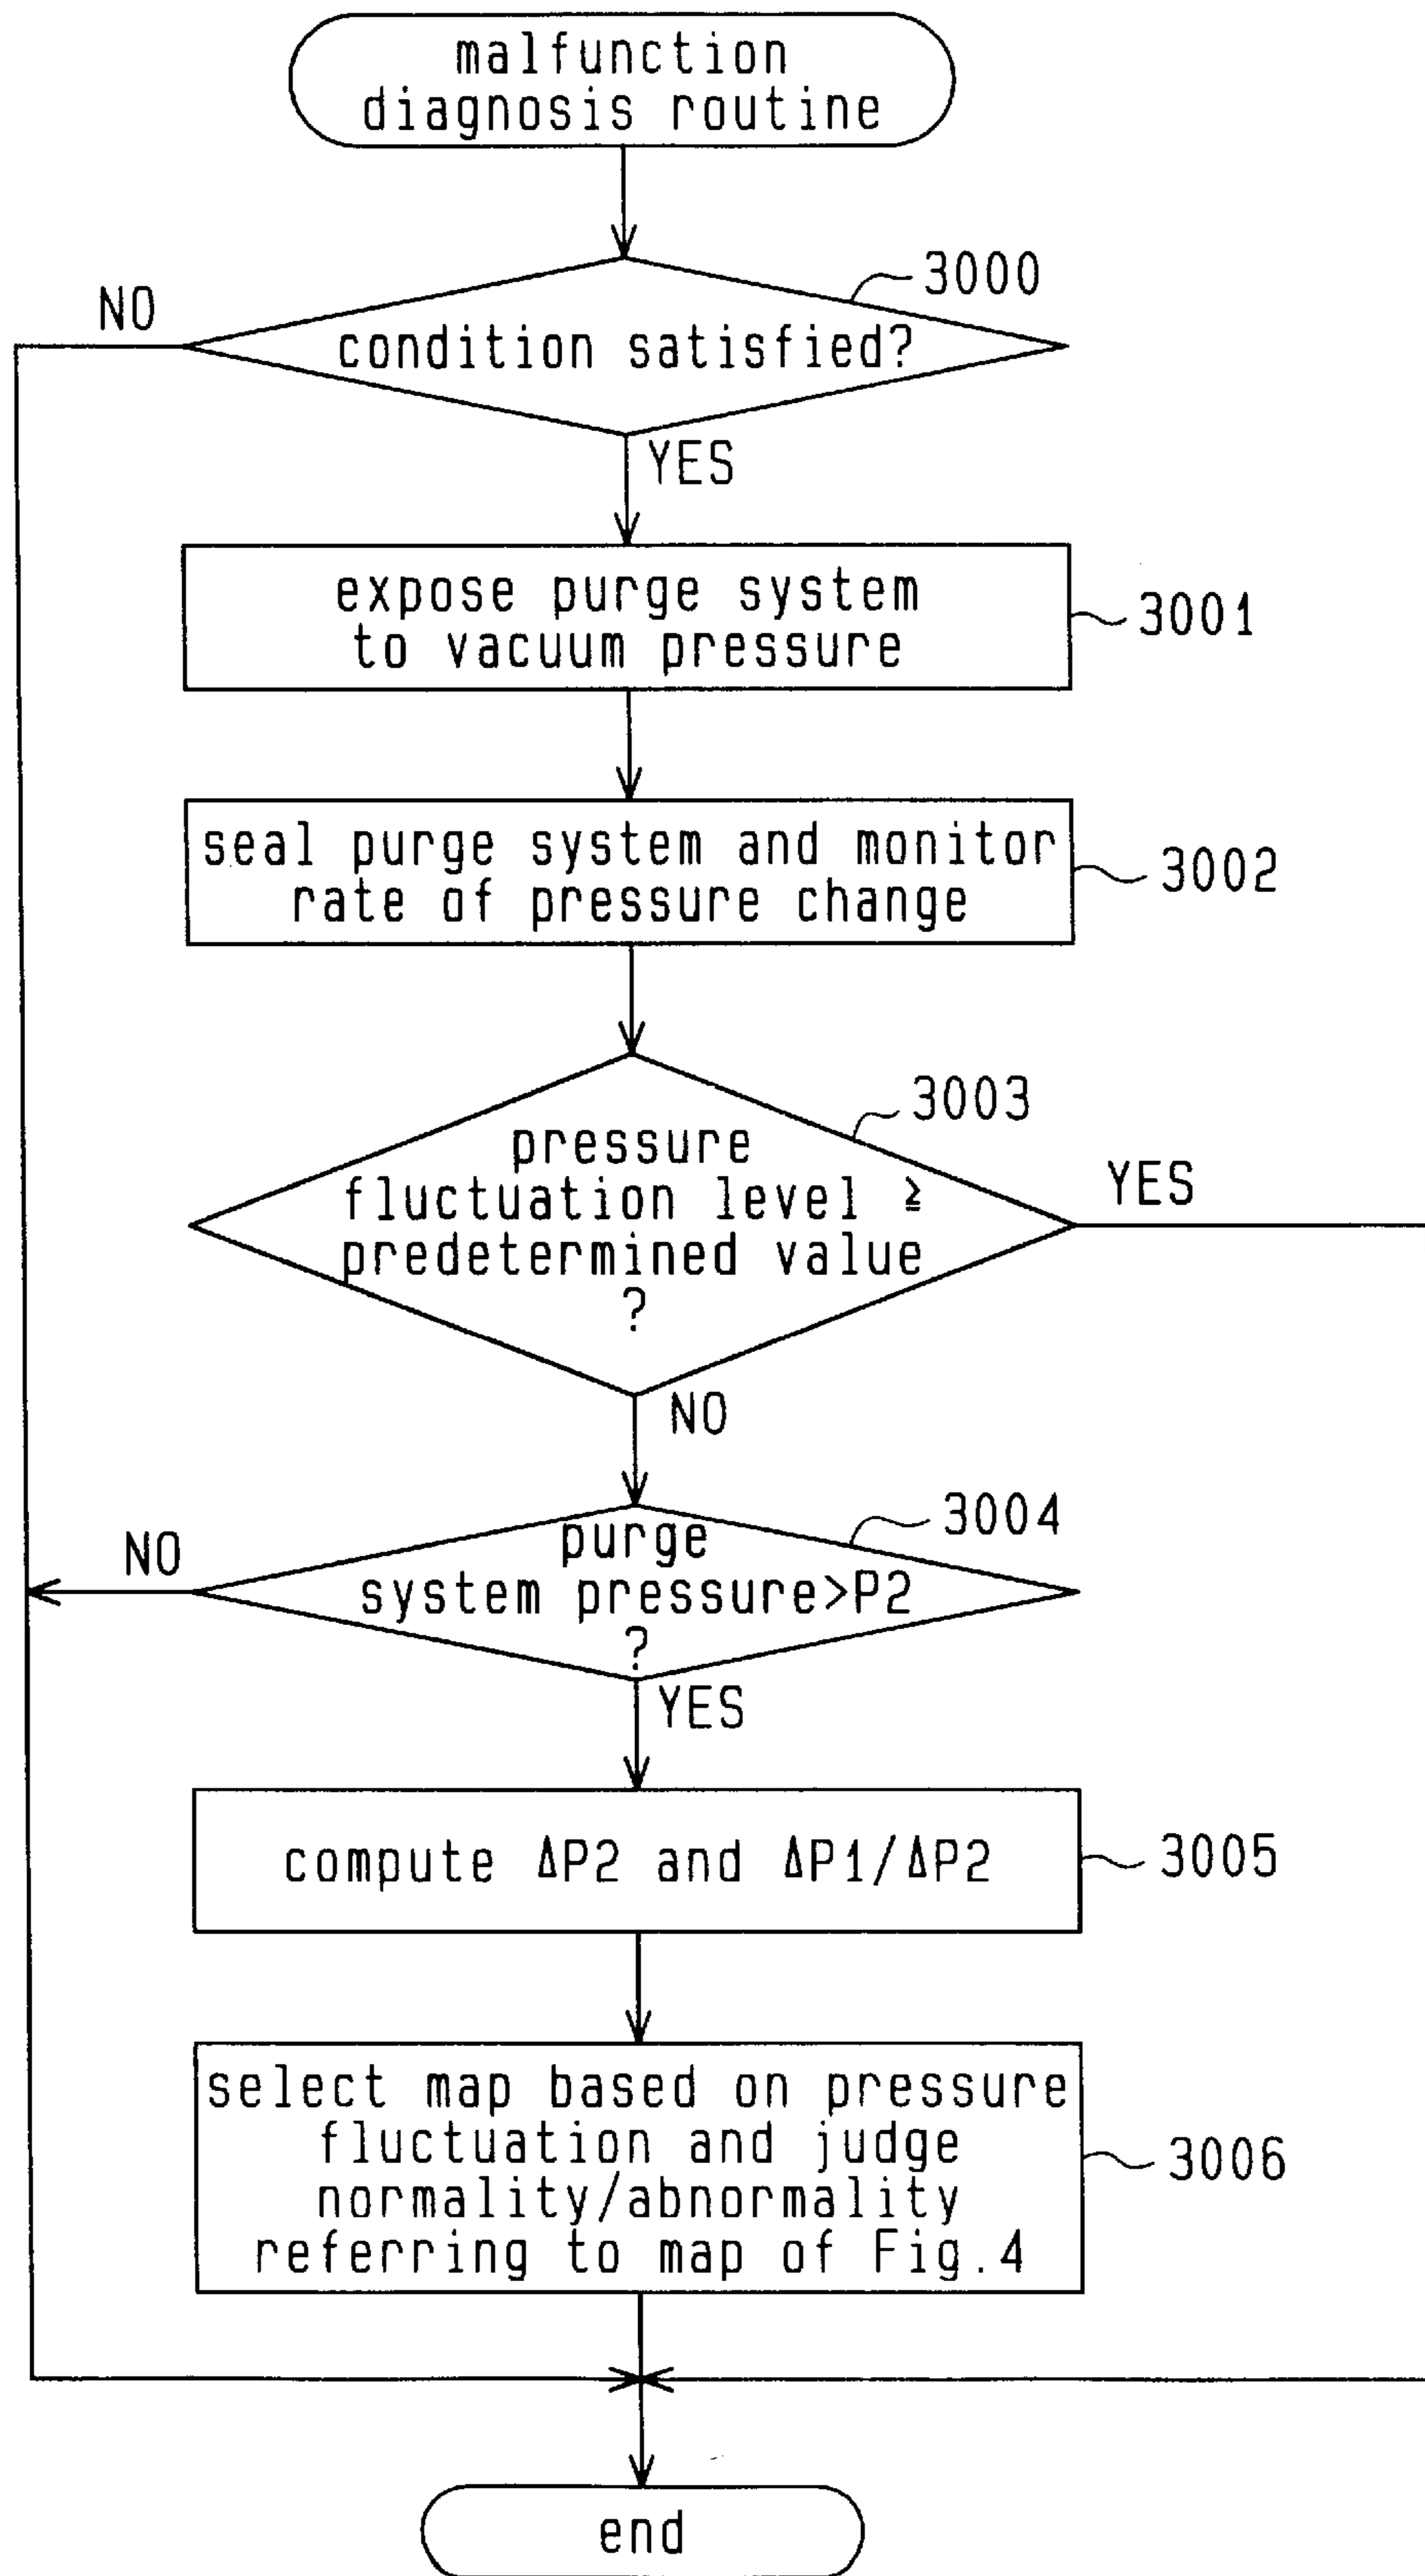 malfunction
diagnosis routine
3000
NO
condition satisfied?
YES
expose purge system
to vacuum pressure
3001
seal purge system and monitor
rate of pressure change
3002
3003
pressure
fluctuation level ≧
predetermined value
?
YES
NO
3004
NO
purge
system pressure>P2
?
YES
compute ΔP2 and ΔP1/ΔP2
3005
select map based on pressure
fluctuation and judge
normality/abnormality
referring to map of Fig.4
3006
end